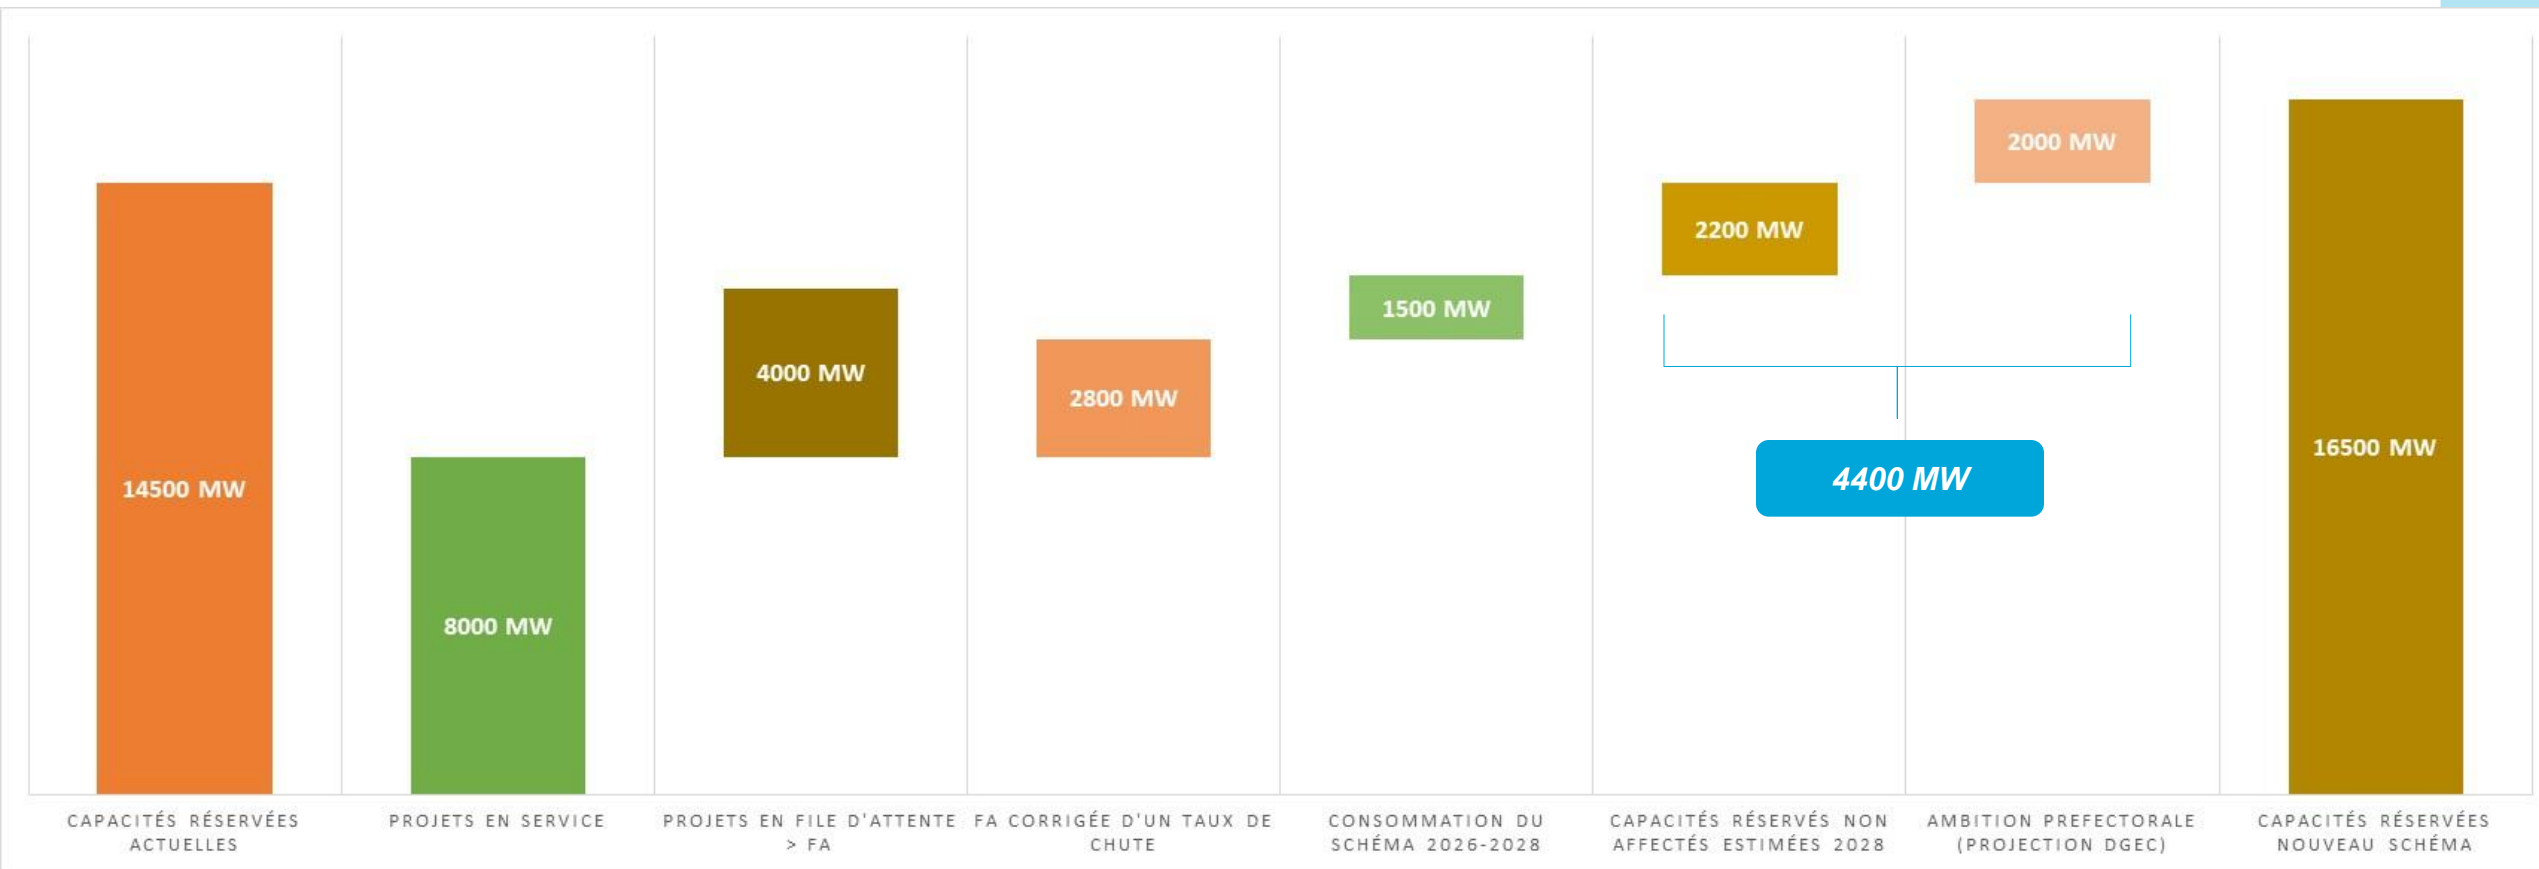 14500 MW
8000 MW
4000 MW
2800 MW
1500 MW
2200 MW
2000 MW
4400 MW
16500 MW
CAPACITÉS RÉSERVÉES
ACTUELLES
PROJETS EN SERVICE
PROJETS EN FILE D'ATTENTE
> FA
FA CORRIGÉE D'UN TAUX DE
CHUTE
CONSOMMATION DU
SCHÉMA 2026-2028
CAPACITÉS RÉSERVÉS NON
AFFECTÉS ESTIMÉES 2028
AMBITION PREFECTORALE
(PROJECTION DGEC)
CAPACITÉS RÉSERVÉES
NOUVEAU SCHÉMA